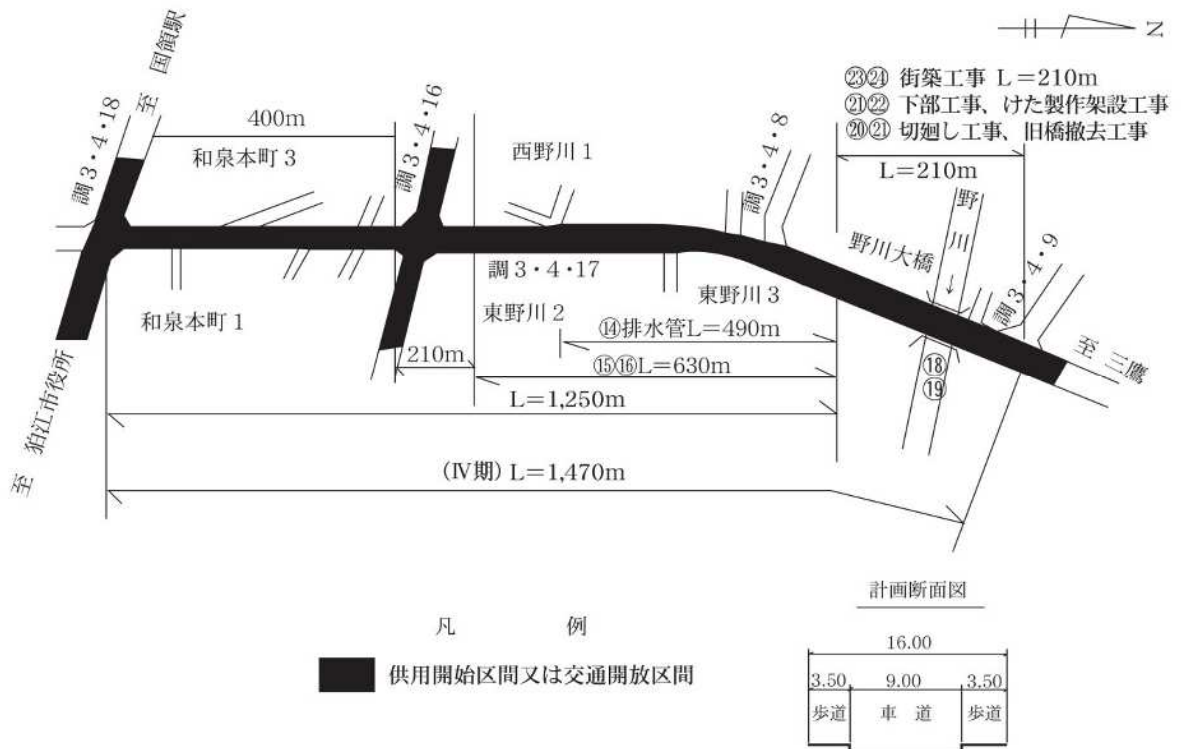 N
㉓㉔ 街築工事 L=210m
㉑㉒ 下部工事、けた製作架設工事
⑳㉑ 切廻し工事、旧橋撤去工事
至 国領駅
調3・4・18
400m
調3・4・16
和泉本町3
西野川1
調3・4・8
L=210m
野川
野川大橋
↓
調3・4・9
調3・4・17
和泉本町1
東野川2
東野川3
⑭排水管L=490m
210m
⑮⑯L=630m
⑱
⑲
至 三鷹
至 狛江市役所
L=1,250m
(Ⅳ期) L=1,470m
計画断面図
凡 例
供用開始区間又は交通開放区間
16.00
3.50 9.00 3.50
歩道 車 道 歩道